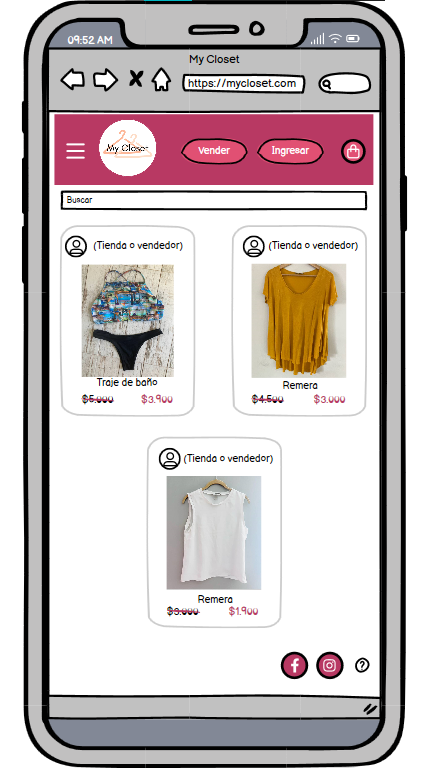 09:52 AM
My Closet
https://mycloset.com
My Closet
Vender
Ingresar
Buscar
(Tienda o vendedor)
Traje de baño
$5.000 $3.900
(Tienda o vendedor)
Remera
$4.500 $3.000
(Tienda o vendedor)
Remera
$3.000 $1.900